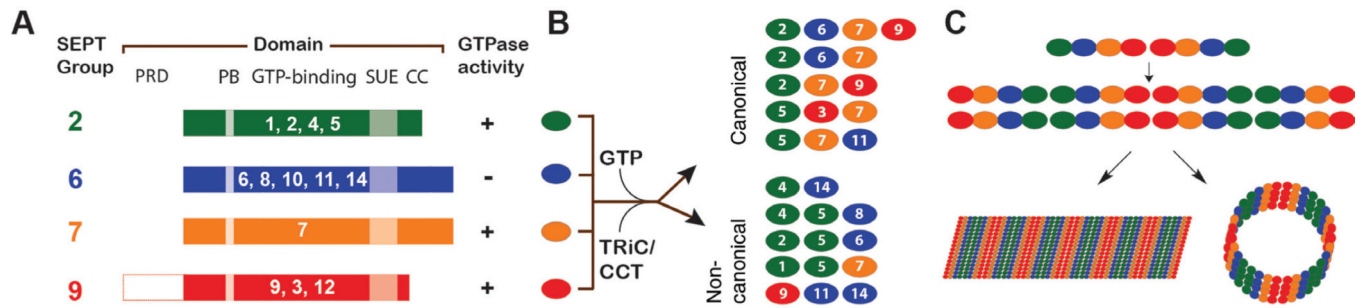 A
SEPT Group
Domain
GTPase activity
PRD PB GTP-binding SUE CC
2 1, 2, 4, 5 +
6 6, 8, 10, 11, 14 -
7 7 +
9 9, 3, 12 +
B
GTP
TRiC/
CCT
Canonical
2 6 7 9
2 6 7
2 7 9
5 3 7
5 7 11
Non-
canonical
4 14
4 5 8
2 5 6
1 5 7
9 11 14
C